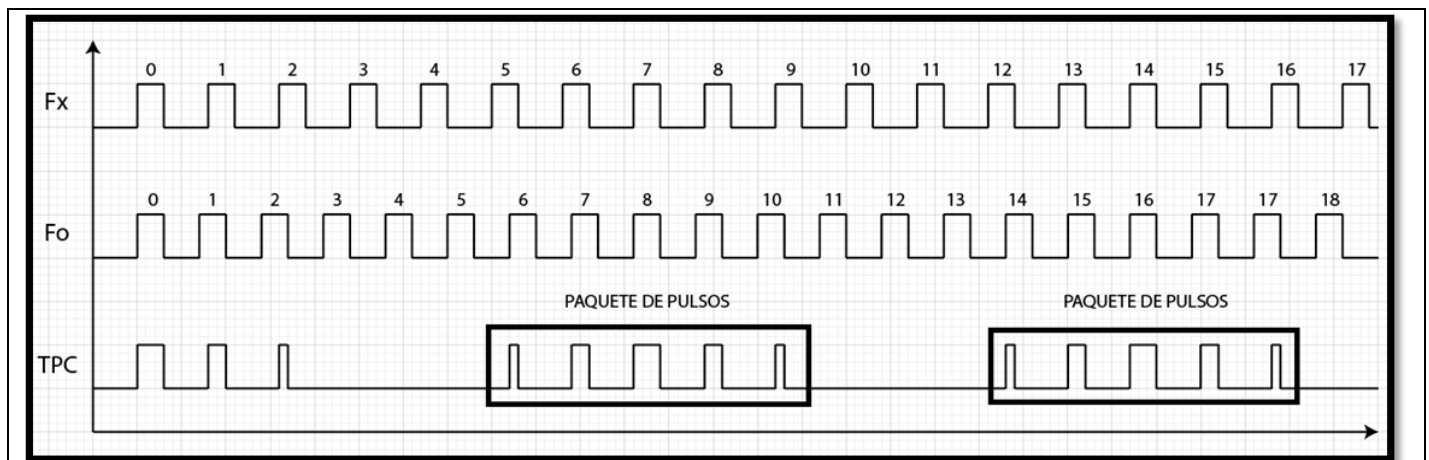 0 1 2 3 4 5 6 7 8 9 10 11 12 13 14 15 16 17
Fx
0 1 2 3 4 5 6 7 8 9 10 11 12 13 14 15 16 17 17 18
Fo
PAQUETE DE PULSOS PAQUETE DE PULSOS
TPC